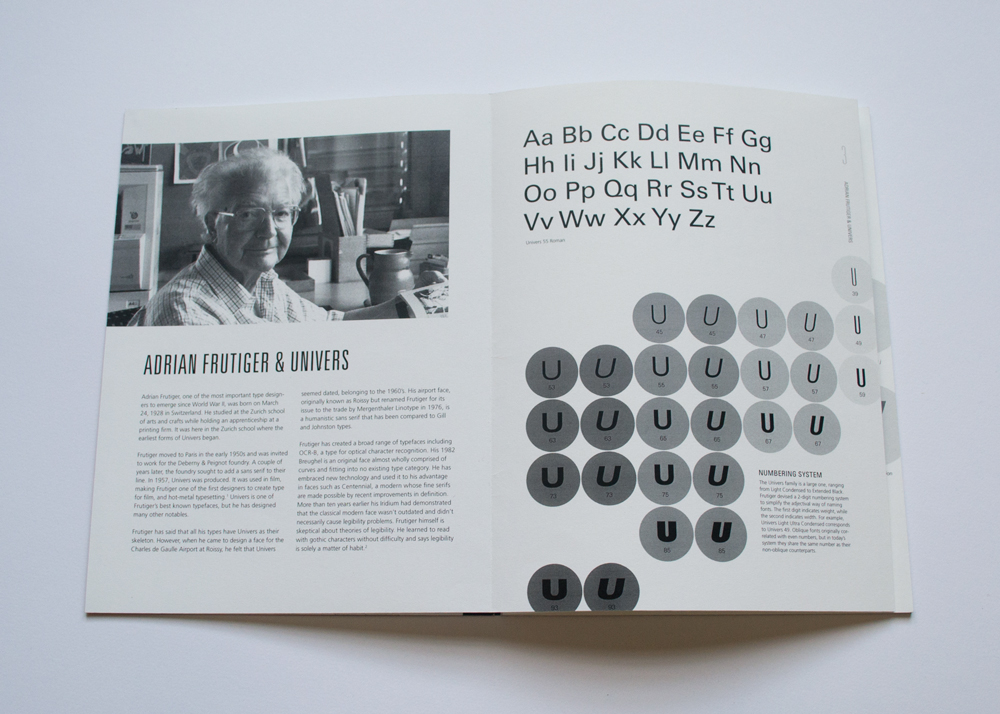 ADRIAN FRUTIGER & UNIVERS
Adrian Frutiger, one of the most important type design-
ers to emerge since World War II, was born on March
24, 1928 in Switzerland. He studied at the Zurich school
of arts and crafts while holding an apprenticeship at a
printing firm. It was here in the Zurich school where the
earliest forms of Univers began.
Frutiger moved to Paris in the early 1950s and was invited
to work for the Deberny & Peignot foundry. A couple of
years later, the foundry sought to add a sans serif to their
line. In 1957, Univers was produced. It was used in film,
making Frutiger one of the first designers to create type
for film, and hot-metal typesetting.¹ Univers is one of
Frutiger's best known typefaces, but he has designed
many other notables.
Frutiger has said that all his types have Univers as their
skeleton. However, when he came to design a face for the
Charles de Gaulle Airport at Roissy, he felt that Univers
seemed dated, belonging to the 1960's. His airport face,
originally known as Roissy but renamed Frutiger for its
issue to the trade by Mergenthaler Linotype in 1976, is
a humanistic sans serif that has been compared to Gill
and Johnston types.
Frutiger has created a broad range of typefaces including
OCR-B, a type for optical character recognition. His 1982
Breughel is an original face almost wholly comprised of
curves and fitting into no existing type category. He has
embraced new technology and used it to his advantage
in faces such as Centennial, a modern whose fine serifs
are made possible by recent improvements in definition.
More than ten years earlier his Iridium had demonstrated
that the classical modern face wasn't outdated and didn't
necessarily cause legibility problems. Frutiger himself is
skeptical about theories of legibility. He learned to read
with gothic characters without difficulty and says legibility
is solely a matter of habit.²
Aa Bb Cc Dd Ee Ff Gg
Hh Ii Jj Kk Ll Mm Nn
Oo Pp Qq Rr Ss Tt Uu
Vv Ww Xx Yy Zz
Univers 55 Roman
ADRIAN FRUTIGER & UNIVERS
U
39
U U U U U
45 45 47 47 49
U U U U U U U
53 53 55 55 57 57 59
U U U U U U
63 63 65 65 67 67
U U U U
73 73 75 75
U U
85 85
U U
93 93
NUMBERING SYSTEM
The Univers family is a large one, ranging
from Light Condensed to Extended Black.
Frutiger devised a 2-digit numbering system
to simplify the adjectival way of naming
fonts. The first digit indicates weight, while
the second indicates width. For example,
Univers Light Ultra Condensed corresponds
to Univers 49. Oblique fonts originally cor-
related with even numbers, but in today's
system they share the same number as their
non-oblique counterparts.